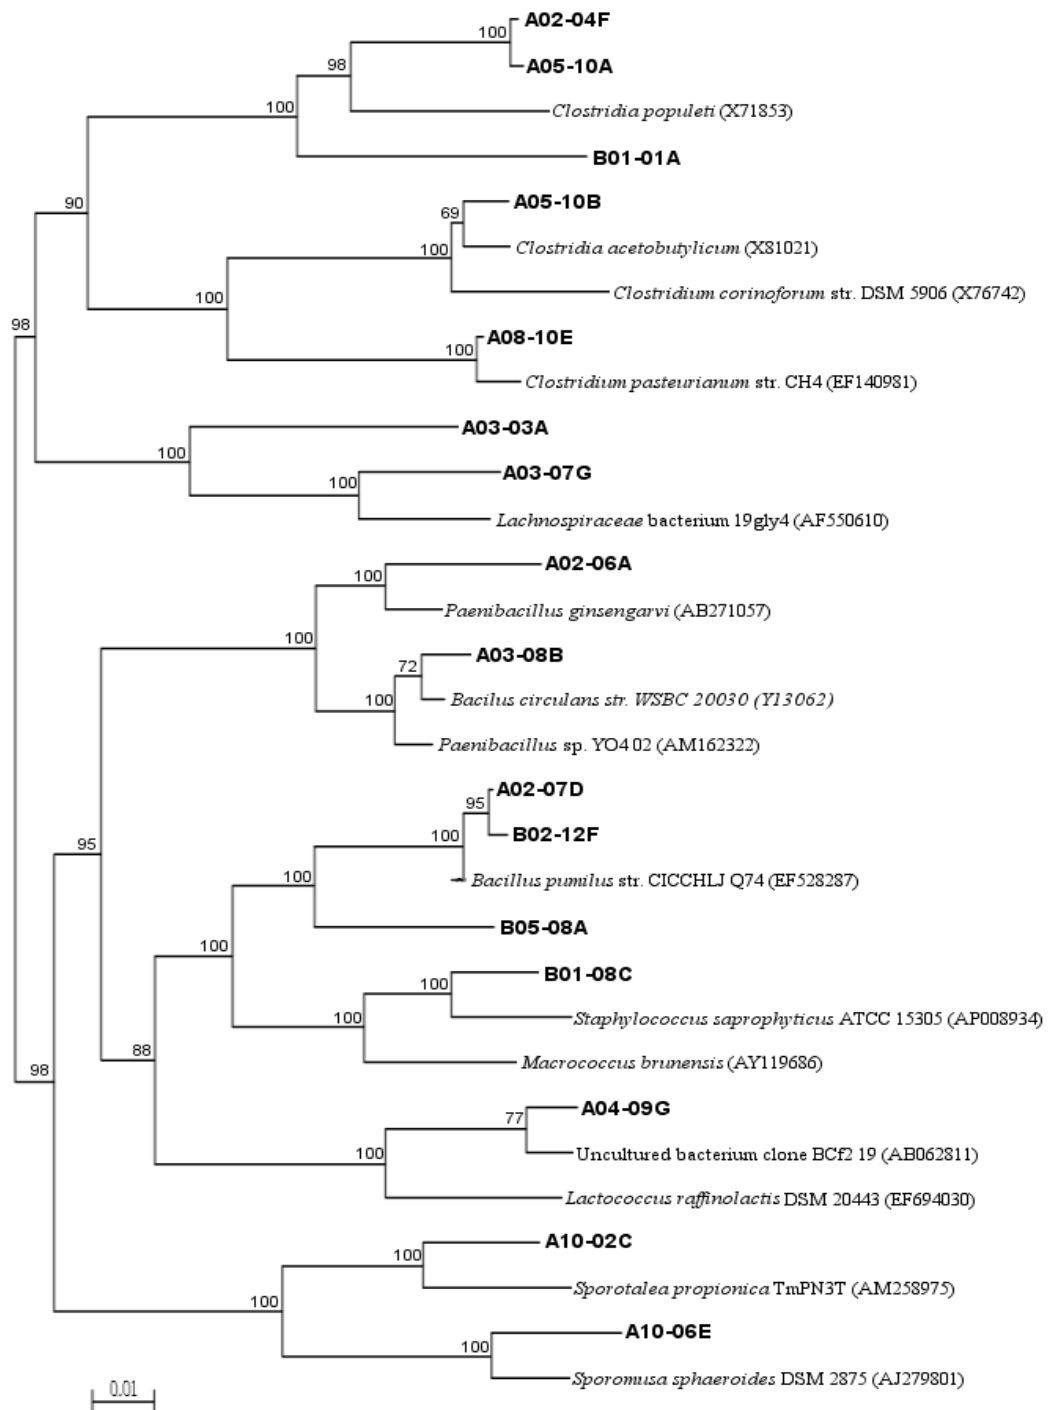 A02-04F
100
A05-10A
98
100
Clostridia populeti (X71853)
B01-01A
90
A05-10B
69
100
Clostridia acetobutylicum (X81021)
100
Clostridium corinoforum str. DSM 5906 (X76742)
98
A08-10E
100
Clostridium pasteurianum str. CH4 (EF140981)
A03-03A
100
A03-07G
100
Lachnospiraceae bacterium 19gly4 (AF550610)
A02-06A
100
Paenibacillus ginsengarvi (AB271057)
100
A03-08B
72
Bacilus circulans str. WSBC 20030 (Y13062)
100
Paenibacillus sp. YO4 02 (AM162322)
A02-07D
95
B02-12F
95
100
Bacillus pumilus str. CICCHLJ Q74 (EF528287)
100
B05-08A
100
B01-08C
100
Staphylococcus saprophyticus ATCC 15305 (AP008934)
100
Macrococcus brunensis (AY119686)
88
98
A04-09G
77
Uncultured bacterium clone BCf2 19 (AB062811)
100
Lactococcus raffinolactis DSM 20443 (EF694030)
A10-02C
100
Sporotalea propionica TmPN3T (AM258975)
100
A10-06E
100
Sporomusa sphaeroides DSM 2875 (AJ279801)
0.01